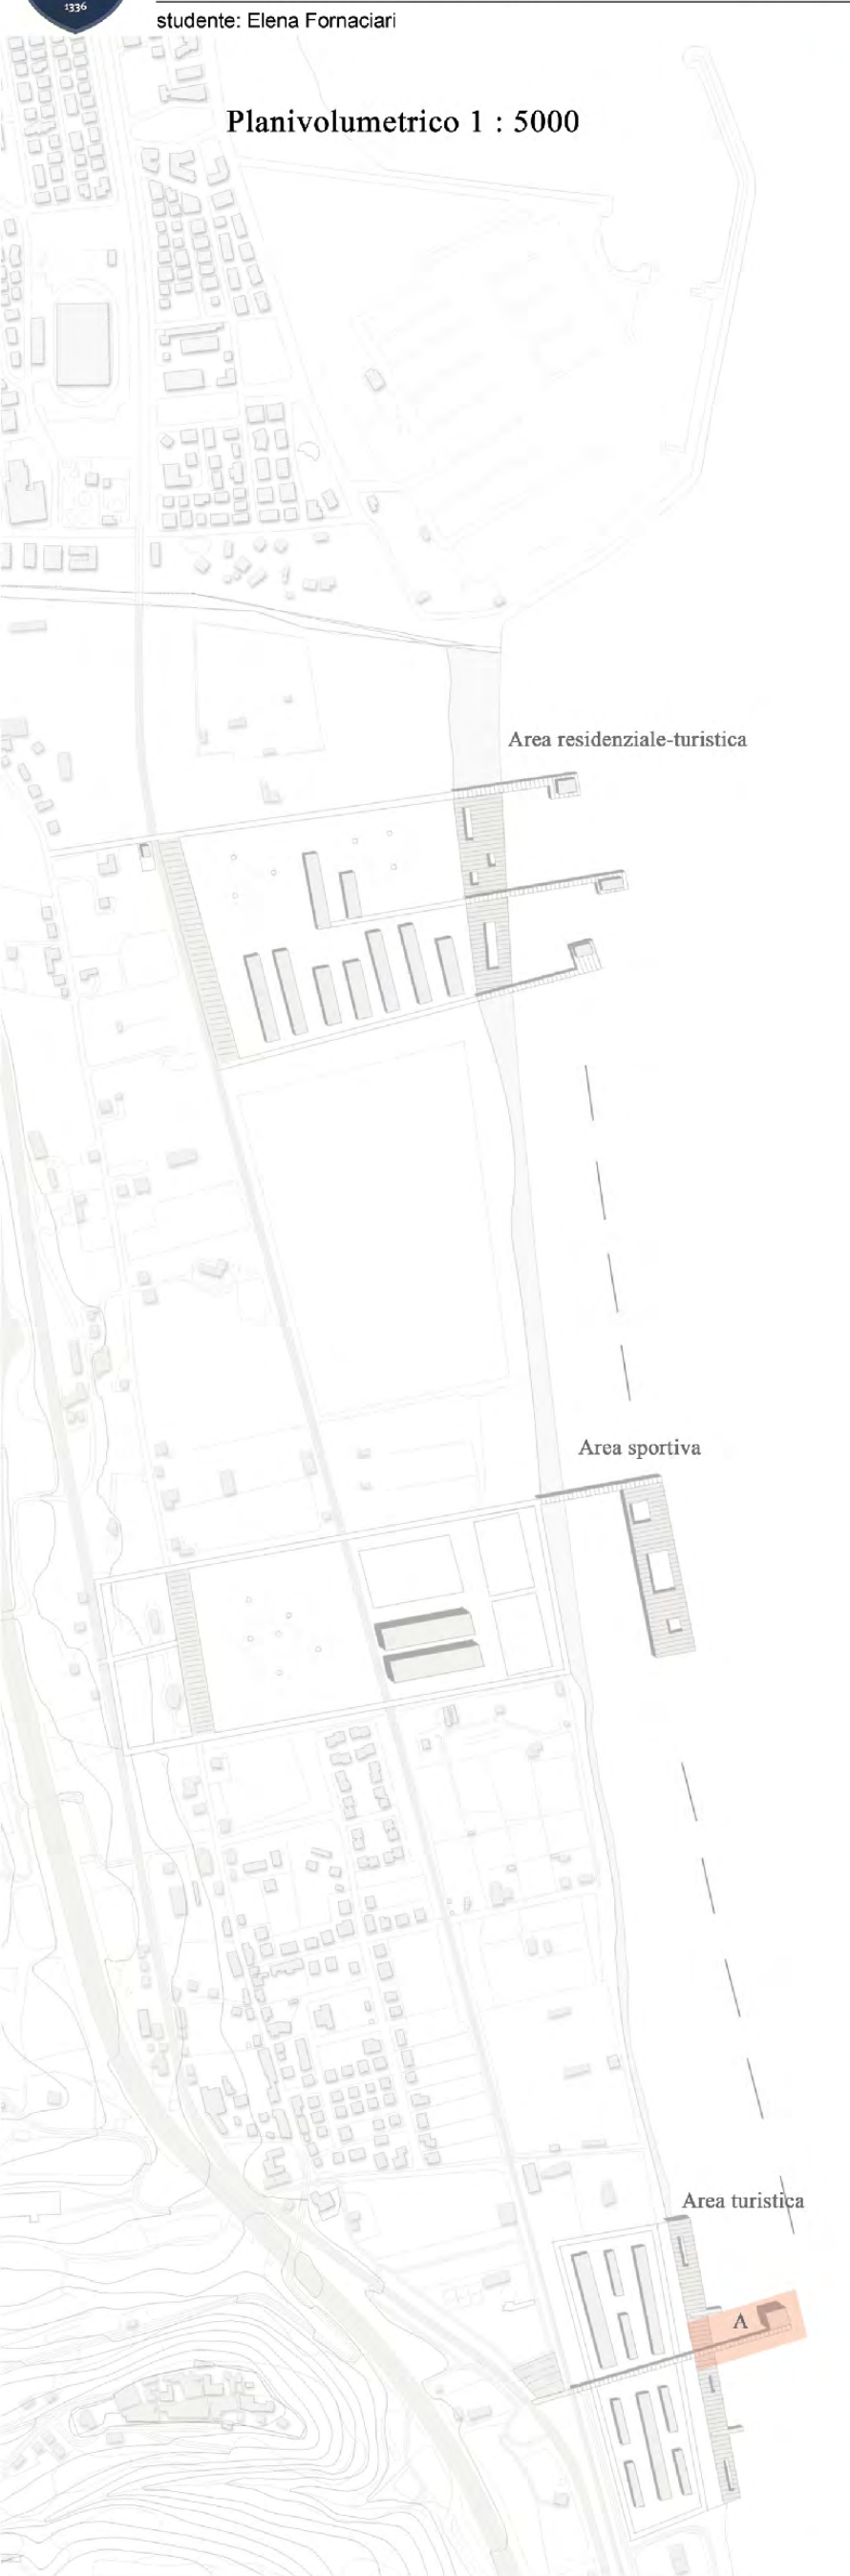 1336
studente: Elena Fornaciari
Planivolumetrico 1 : 5000
Area residenziale-turistica
Area sportiva
Area turistica
A